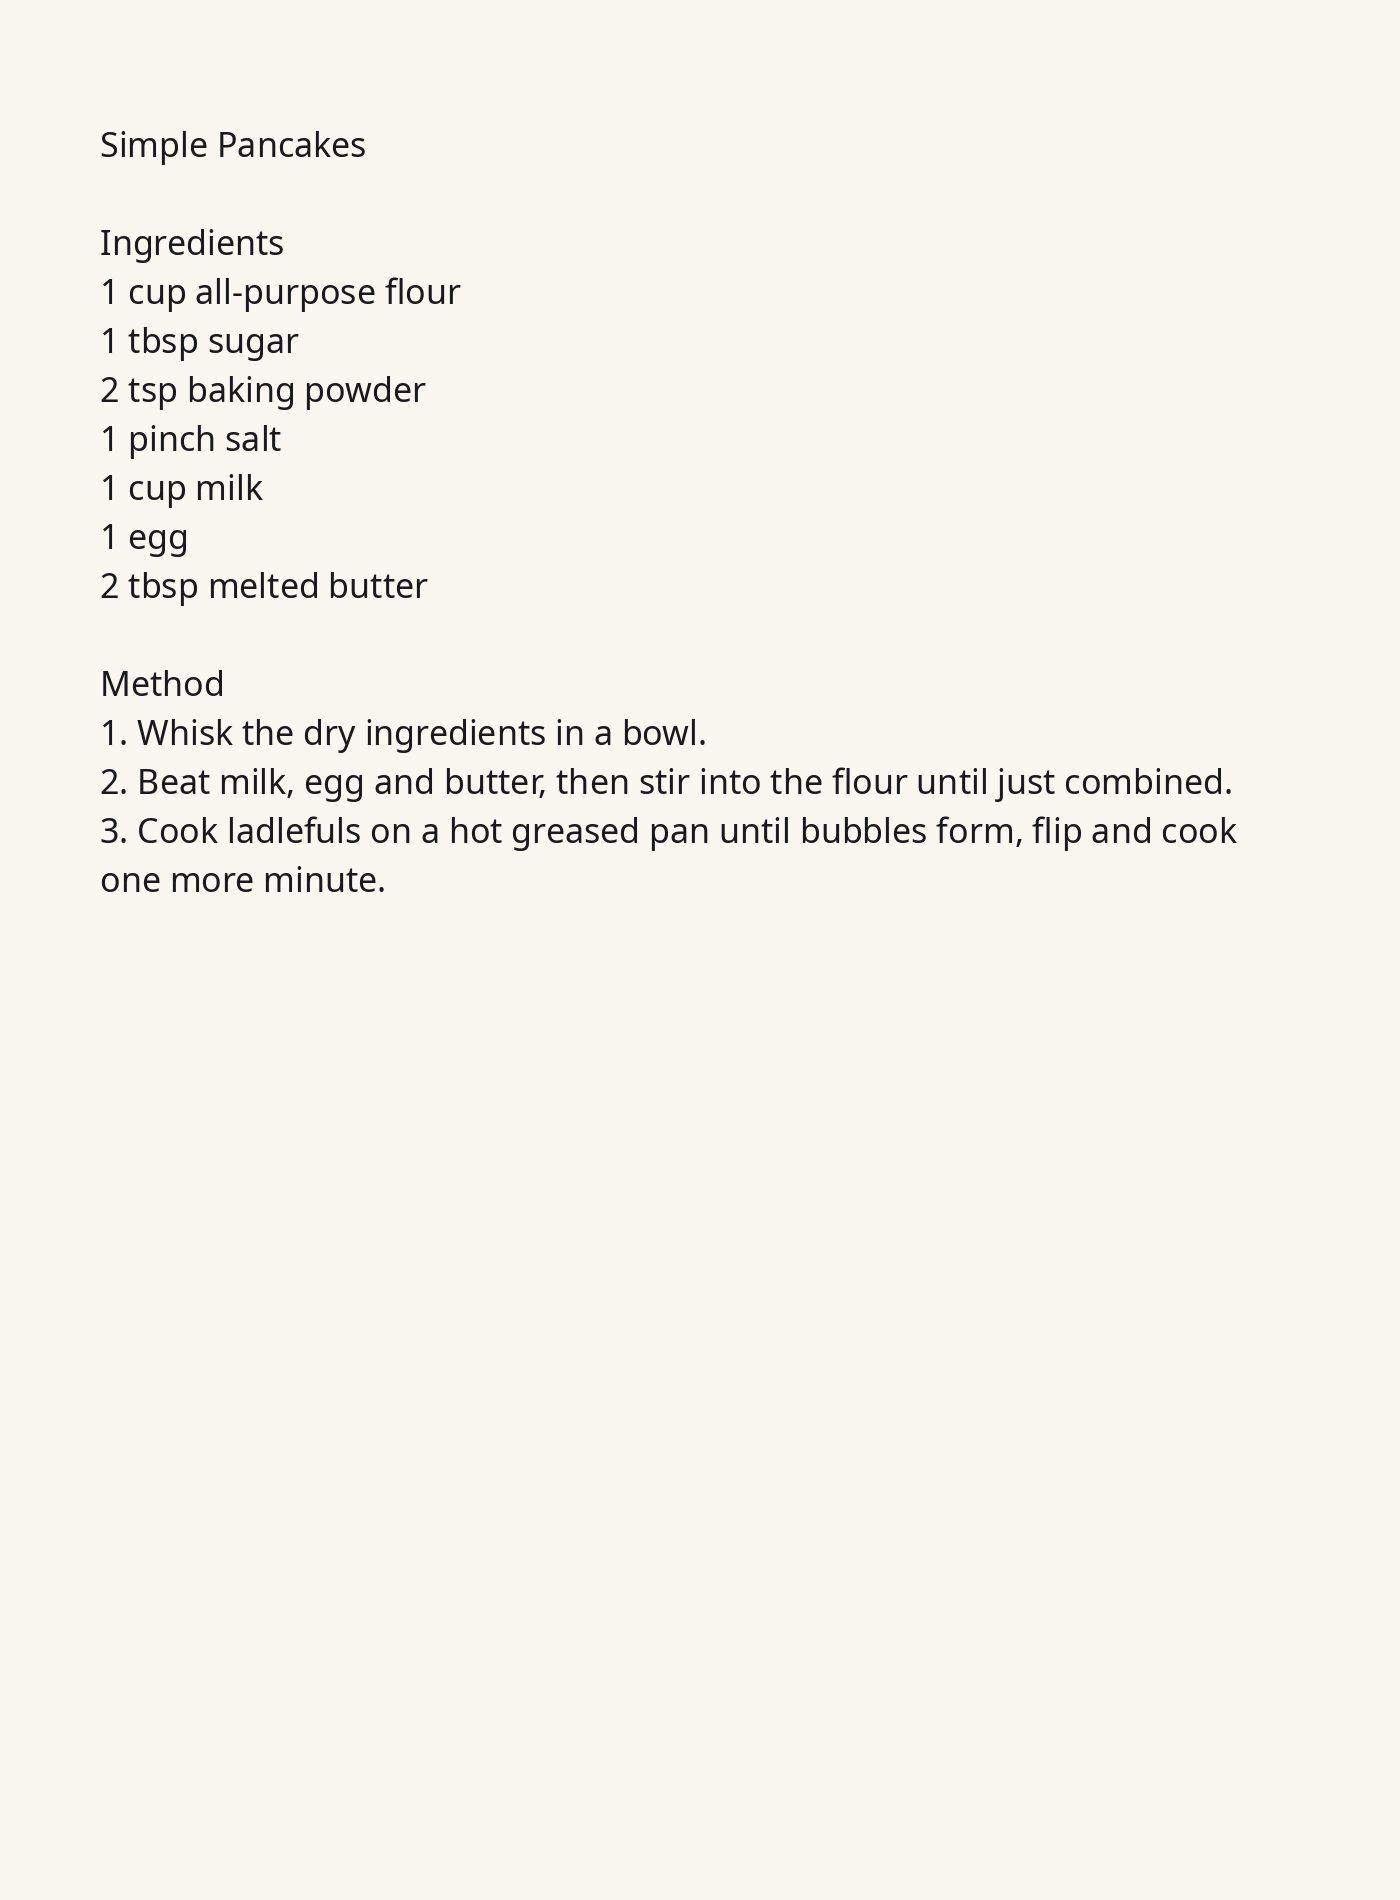 Simple Pancakes
Ingredients
1 cup all-purpose flour
1 tbsp sugar
2 tsp baking powder
1 pinch salt
1 cup milk
1 egg
2 tbsp melted butter
Method
1. Whisk the dry ingredients in a bowl.
2. Beat milk, egg and butter, then stir into the flour until just combined.
3. Cook ladlefuls on a hot greased pan until bubbles form, flip and cook
one more minute.